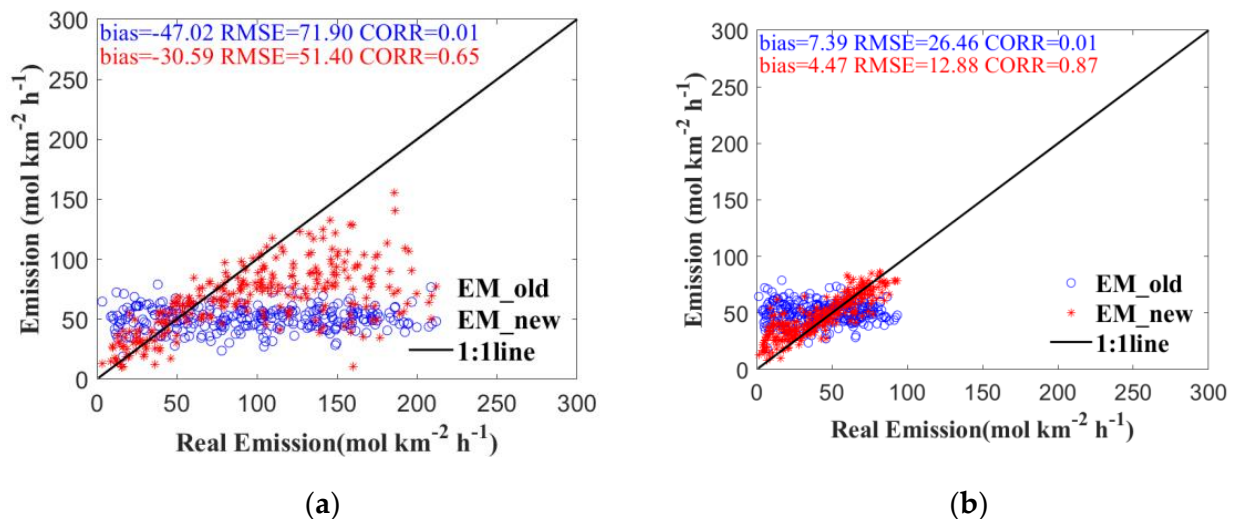 bias=-47.02 RMSE=71.90 CORR=0.01
bias=-30.59 RMSE=51.40 CORR=0.65
300
250
200
150
100
50
0
Emission (mol km⁻² h⁻¹)
EM_old
EM_new
1:1line
0 50 100 150 200 250 300
Real Emission(mol km⁻² h⁻¹)
(a)
bias=7.39 RMSE=26.46 CORR=0.01
bias=4.47 RMSE=12.88 CORR=0.87
300
250
200
150
100
50
0
Emission (mol km⁻² h⁻¹)
EM_old
EM_new
1:1line
0 50 100 150 200 250 300
Real Emission(mol km⁻² h⁻¹)
(b)